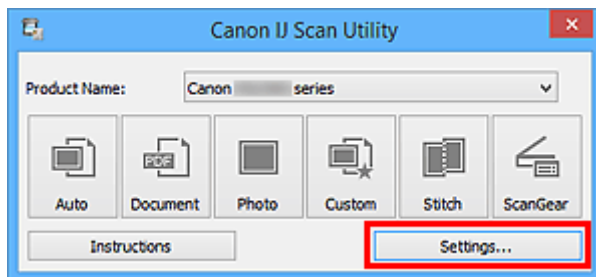 Canon IJ Scan Utility
Product Name: Canon series
PDF
Auto Document Photo Custom Stitch ScanGear
Instructions Settings...